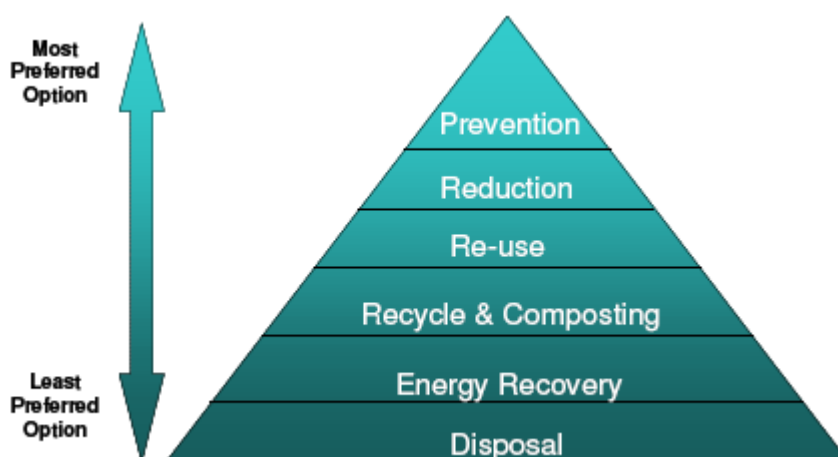 Most
Preferred
Option
Prevention
Reduction
Re-use
Recycle & Composting
Energy Recovery
Disposal
Least
Preferred
Option